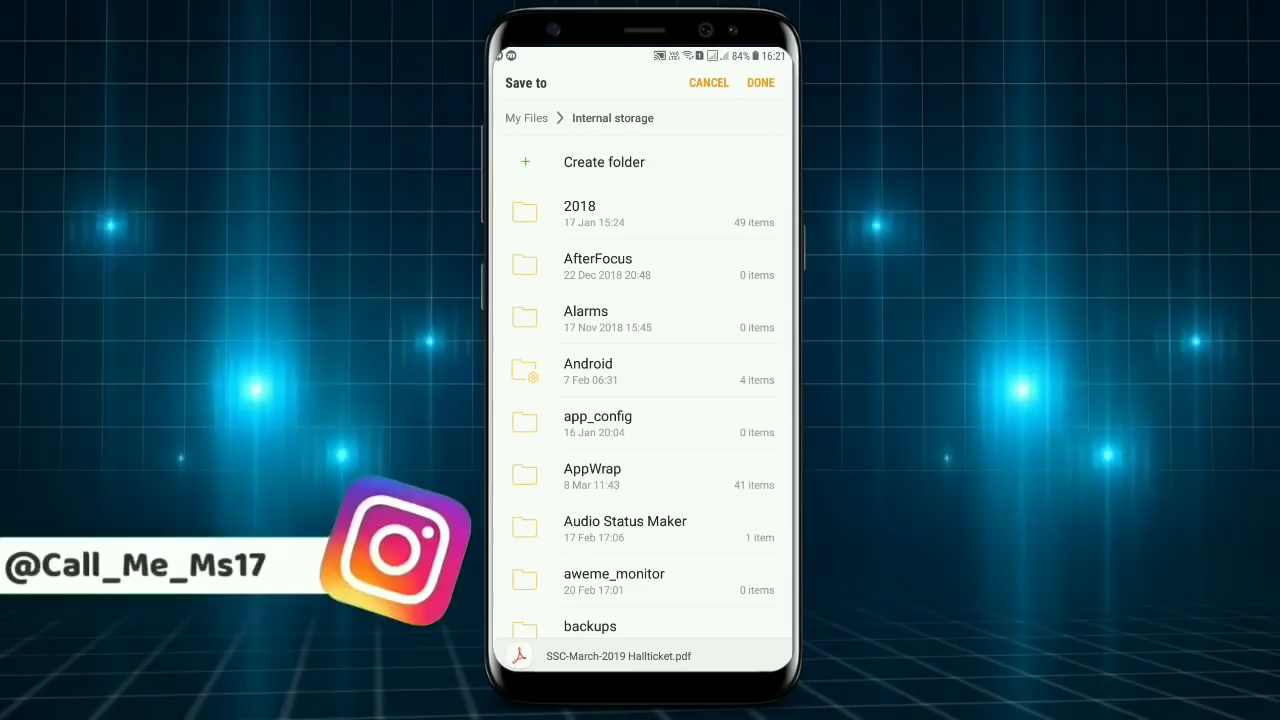 84% 16:21
Save to CANCEL DONE
My Files Internal storage
+ Create folder
2018
17 Jan 15:24 49 items
AfterFocus
22 Dec 2018 20:48 0 items
Alarms
17 Nov 2018 15:45 0 items
Android
7 Feb 06:31 4 items
app_config
16 Jan 20:04 0 items
AppWrap
8 Mar 11:43 41 items
Audio Status Maker
17 Feb 17:06 1 item
@Call_Me_Ms17
aweme_monitor
20 Feb 17:01 0 items
backups
SSC-March-2019 Hallticket.pdf